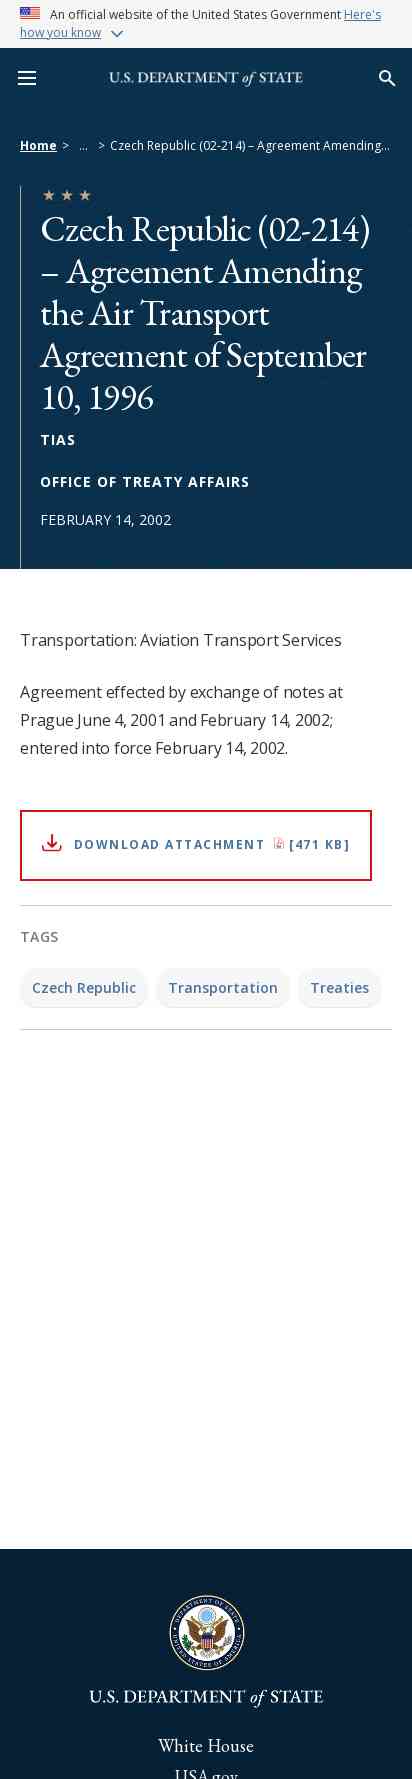 An official website of the United States Government Here's
how you know
U.S. DEPARTMENT of STATE
Home > ... > Czech Republic (02-214) – Agreement Amending...
Czech Republic (02-214)
– Agreement Amending
the Air Transport
Agreement of September
10, 1996
TIAS
OFFICE OF TREATY AFFAIRS
FEBRUARY 14, 2002
Transportation: Aviation Transport Services
Agreement effected by exchange of notes at
Prague June 4, 2001 and February 14, 2002;
entered into force February 14, 2002.
DOWNLOAD ATTACHMENT [471 KB]
TAGS
Czech Republic Transportation Treaties
U.S. DEPARTMENT of STATE
White House
USA.gov